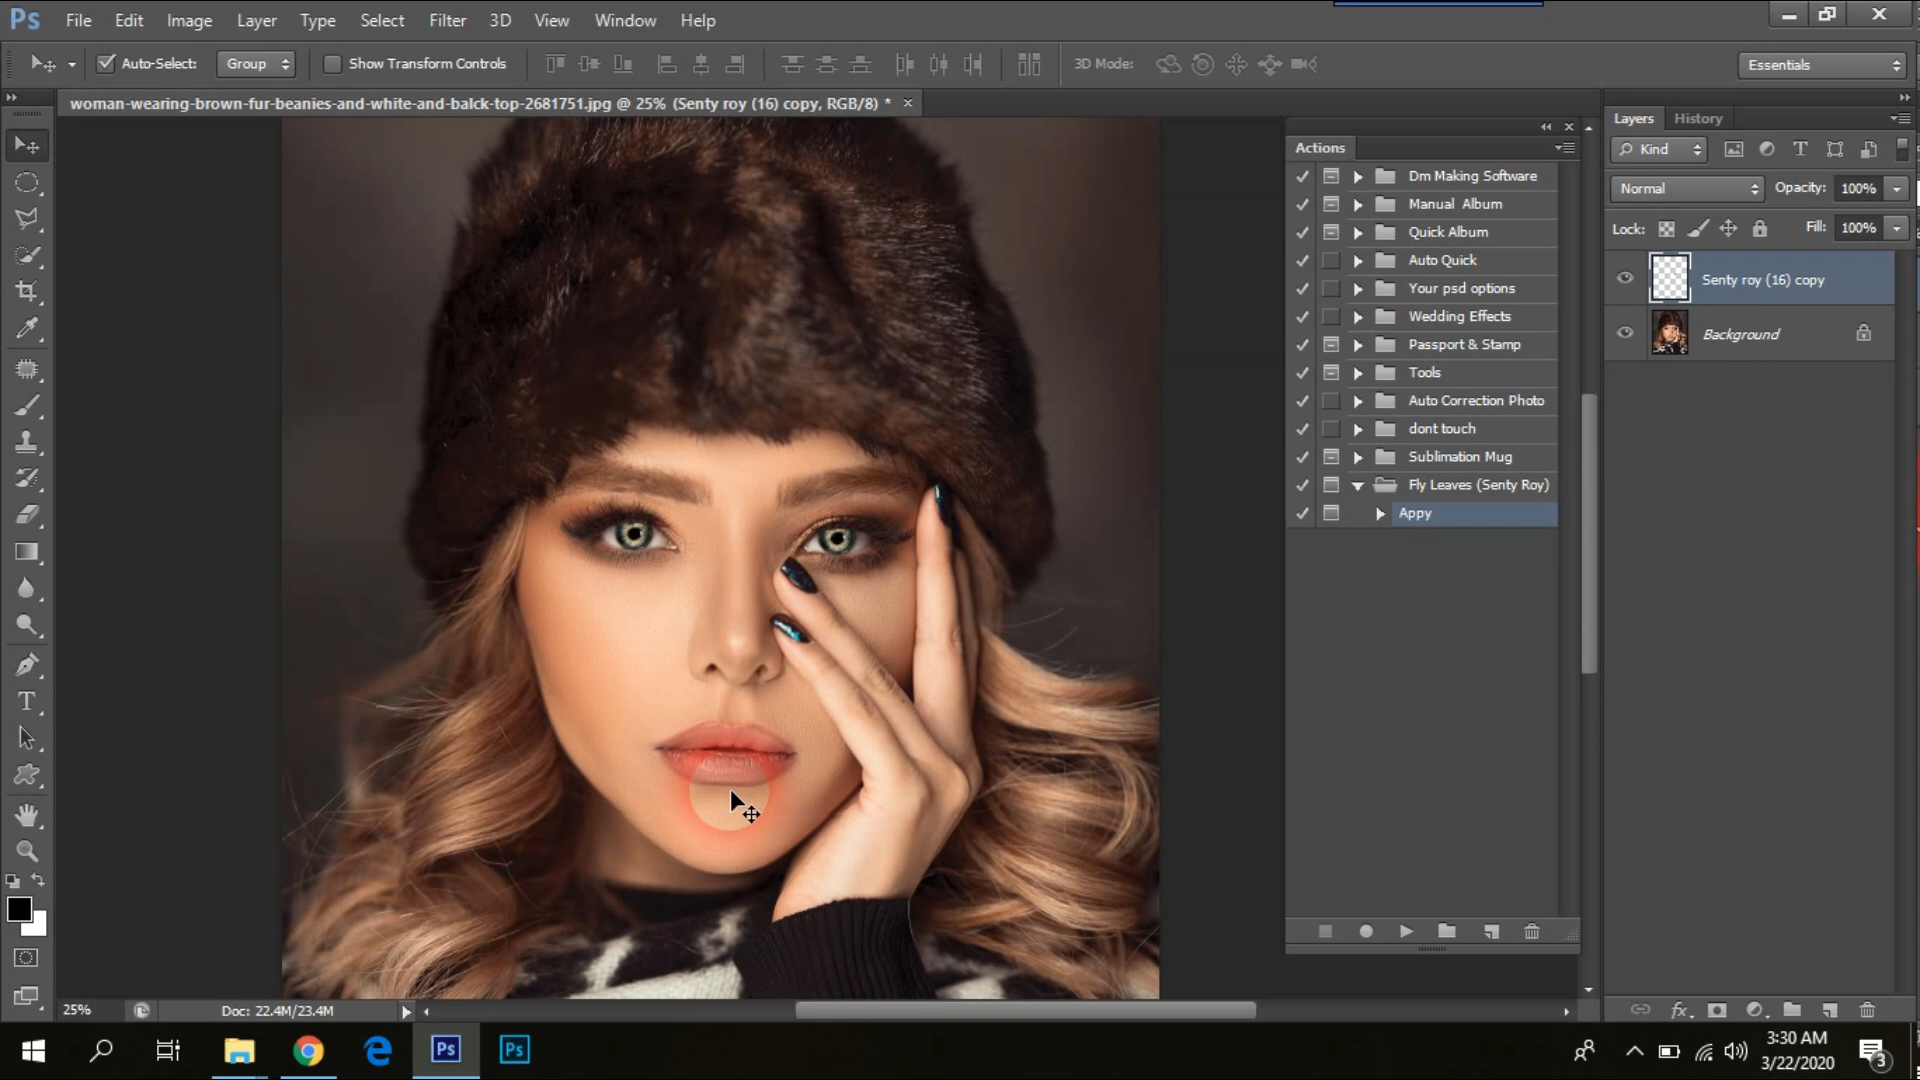 Ps File Edit Image Layer Type Select Filter 3D View Window Help
Auto-Select: Group Show Transform Controls 3D Mode: Essentials
woman-wearing-brown-fur-beanies-and-white-and-balck-top-2681751.jpg @ 25% (Senty roy (16) copy, RGB/8) *
Actions
Dm Making Software
Manual Album
Quick Album
Auto Quick
Your psd options
Wedding Effects
Passport & Stamp
Tools
Auto Correction Photo
dont touch
Sublimation Mug
Fly Leaves (Senty Roy)
Appy
Layers History
Kind
Normal Opacity: 100%
Lock: Fill: 100%
Senty roy (16) copy
Background
T
fx
25% Doc: 22.4M/23.4M
Ps Ps
3:30 AM
3/22/2020
3